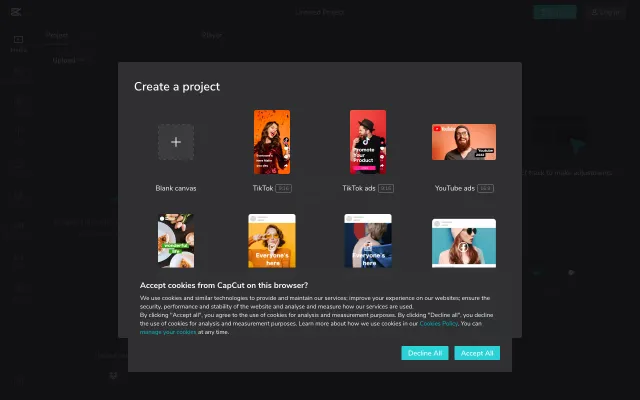 Create a project
Blank canvas
TikTok 9:16
TikTok ads 9:16
YouTube ads 16:9
Promote
Your
Product
wonderful
life
Everyone's
here
Everyone's
here
Accept cookies from CapCut on this browser?
We use cookies and similar technologies to provide and maintain our services; improve your experience on our websites; ensure the
security, performance and stability of the website and analyse and measure how our services are used.
By clicking "Accept all", you agree to the use of cookies for analysis and measurement purposes. By clicking "Decline all", you decline
the use of cookies for analysis and measurement purposes. Learn more about how we use cookies in our Cookies Policy. You can
manage your cookies at any time.
Decline All
Accept All